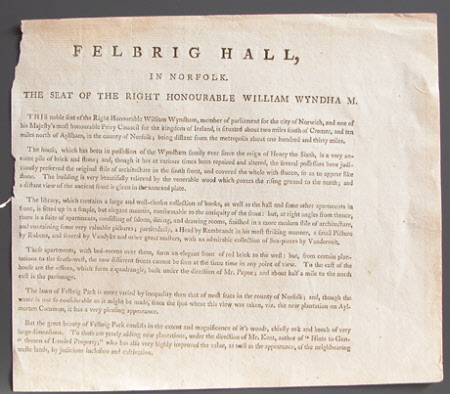 FELBRIG HALL,
IN NORFOLK.
THE SEAT OF THE RIGHT HONOURABLE WILLIAM WYNDHAM.
THIS noble seat of the Right Honourable William Wyndham, member of parliament for the city of Norwich, and one of
his Majesty's most honourable Privy Council for the kingdom of Ireland, is situated about two miles south of Cromer, and ten
miles north of Aylsham, in the county of Norfolk; being distant from the metropolis about one hundred and thirty miles.
The house, which has been in possession of the Wyndham family ever since the reign of Henry the Sixth, is a very an-
cient pile of brick and stone; and, though it has at various times been repaired and altered, the several possessors have judi-
ciously preserved the original stile of architecture in the south front, and covered the whole with stucco, so as to appear like
stone. The building is very beautifully relieved by the venerable wood which covers the rising ground to the north; and
a distant view of the ancient front is given in the annexed plate.
The library, which contains a large and well-chosen collection of books, as well as the hall and some other apartments in
front, is fitted up in a simple, but elegant manner, conformable to the antiquity of the front: but, at right angles from thence,
there is a suite of apartments, consisting of saloon, dining, and drawing rooms, finished in a more modern stile of architecture,
and containing some very valuable pictures; particularly, a Head by Rembrandt in his most striking manner, a small Picture
by Rubens, and several by Vandyke and other great masters, with an admirable collection of Sea-pieces by Vandervelt.
These apartments, with bed-rooms over them, form an elegant front of red brick to the west: but, from certain plan-
tations to the south-west, the two different fronts cannot be seen at the same time in any point of view. To the east of the
house are the offices, which form a quadrangle, built under the direction of Mr. Payne; and about half a mile to the north
east is the parsonage.
The lawn of Felbrig Park is more varied by inequality than that of most seats in the county of Norfolk; and, though the
water is not so considerable as it might be made, from the spot where this view was taken, viz. the new plantation on Ayl-
merton Common, it has a very pleasing appearance.
But the great beauty of Felbrig Park consists in the extent and magnificence of it's woods, chiefly oak and beech of very
large dimensions. To these are yearly adding new plantations, under the direction of Mr. Kent, author of "Hints to Gen-
tlemen of Landed Property;" who has also very highly improved the value, as well as the appearance, of the neighbouring
waste lands, by judicious inclosure and cultivation.